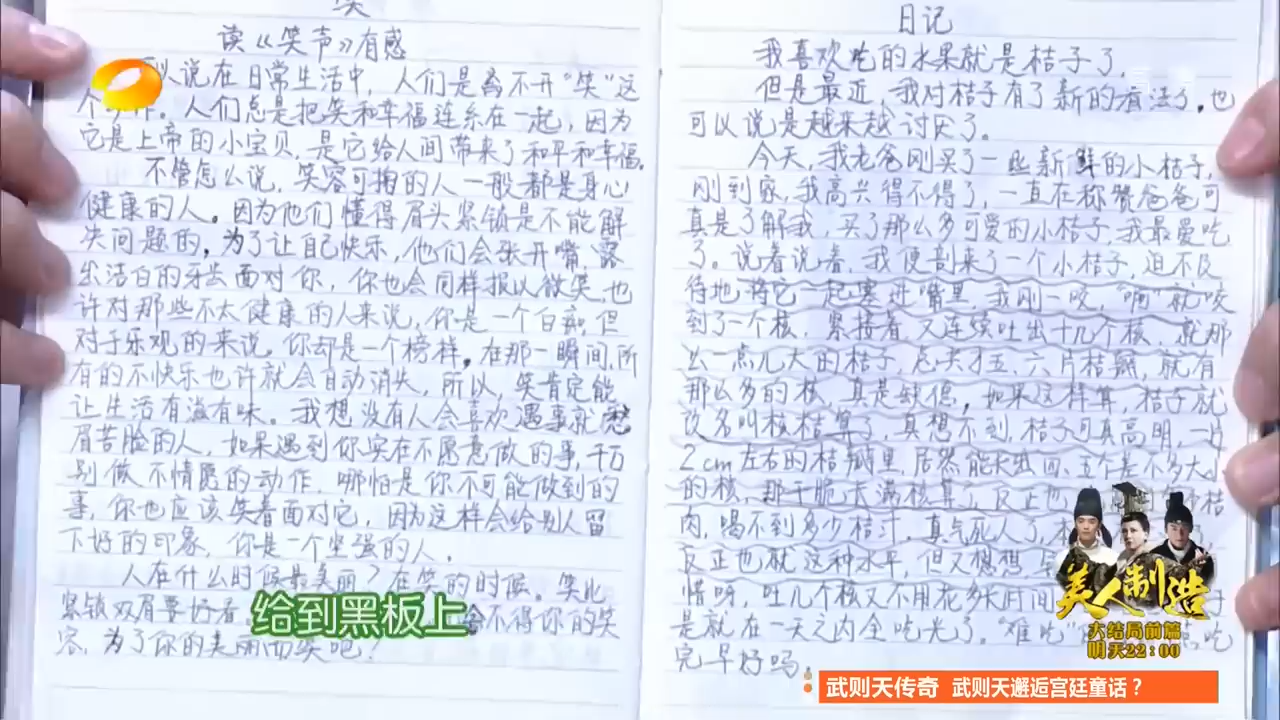 笑
读《笑声》有感
以说在日常生活中，人们是离不开“笑”这
个 作。人们总是把笑和幸福连系在一起，因为
它是上帝的小宝贝，是它给人间带来了和平和幸福。
不管怎么说，笑容可掬的人一般都是身心
健康的人。因为他们懂得眉头紧锁是不能解
决问题的，为了让自己快乐，他们会张开嘴，露
出洁白的牙齿面对你，你也会同样报以微笑，也
许对那些不太健康的人来说，你是一个白痴，但
对于乐观的来说，你却是一个榜样，在那一瞬间，所
有的不快乐也许就会自动消失，所以，笑肯定能
让生活有滋有味。我想没有人会喜欢遇事就愁
眉苦脸的人，如果遇到你实在不愿意做的事，千万
别做不情愿的动作，哪怕是你不可能做到的
事，你也应该笑着面对它，因为这样会给别人留
下好的印象，你是一个坚强的人。
人在什么时候最美丽？在笑的时候。笑比
紧锁双眉要好看 不得你的笑
容，为了你的美丽而笑吧！
日记
我喜欢吃的水果就是桔子了，
但是最近，我对桔子有了新的看法了，也
可以说是越来越讨厌了。
今天，我老爸刚买了一些新鲜的小桔子，
刚到家，我高兴得不得了，一直在称赞爸爸可
真是了解我，买了那么多可爱的小桔子，我最爱吃
了。说着说着，我便剖来了一个小桔子，迫不及
待地将它一起塞进嘴里，我刚一咬，“啊”就咬
到了一个核，紧接着，又连续吐出十几个核，就那
么一点儿大的桔子，总共才五、六片桔瓣，就有
那么多的核，真是缺德，如果这样算，桔子就
改名叫核桔算了，真想不到，桔子可真高明，一片
2cm左右的桔瓣里，居然能长出四、五个差不多大小
的核，那干脆长满核算了，反正也 桔
肉，喝不到多少桔汁，真气死人了，
反正也就这种水平，但又想想，
惜呀，吐几个核又不用花多长时间
是就在一天之内全吃光了。“难吃” 吃
完早好吗。
给到黑板上
美人制造
大结局前篇
明天22:00
武则天传奇 武则天邂逅宫廷童话？